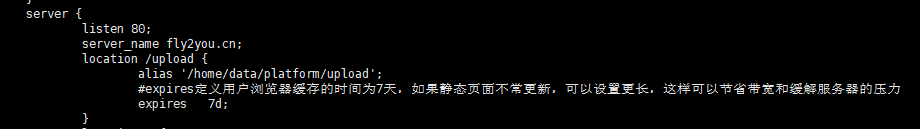 }
server {
listen 80;
server_name fly2you.cn;
location /upload {
alias '/home/data/platform/upload';
#expires定义用户浏览器缓存的时间为7天，如果静态页面不常更新，可以设置更长，这样可以节省带宽和缓解服务器的压力
expires   7d;
}